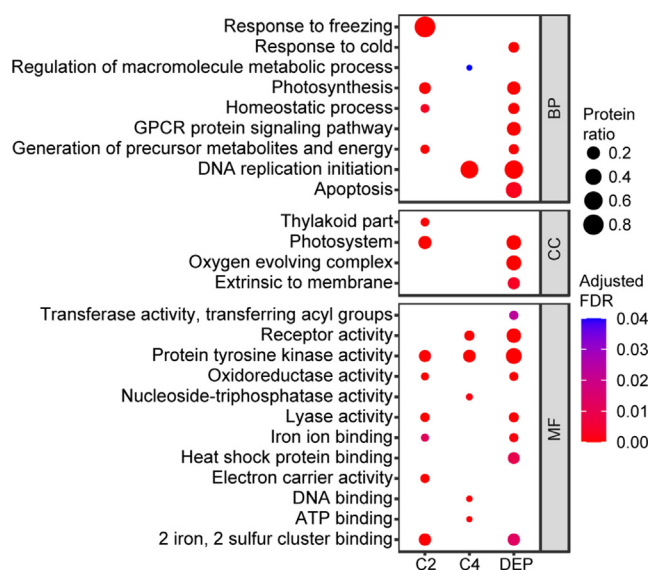 Response to freezing
Response to cold
Regulation of macromolecule metabolic process
Photosynthesis
Homeostatic process
GPCR protein signaling pathway
Generation of precursor metabolites and energy
DNA replication initiation
Apoptosis
BP
Thylakoid part
Photosystem
Oxygen evolving complex
Extrinsic to membrane
CC
Transferase activity, transferring acyl groups
Receptor activity
Protein tyrosine kinase activity
Oxidoreductase activity
Nucleoside-triphosphatase activity
Lyase activity
Iron ion binding
Heat shock protein binding
Electron carrier activity
DNA binding
ATP binding
2 iron, 2 sulfur cluster binding
MF
C2 C4 DEP
Protein
ratio
0.2
0.4
0.6
0.8
Adjusted
FDR
0.04
0.03
0.02
0.01
0.00